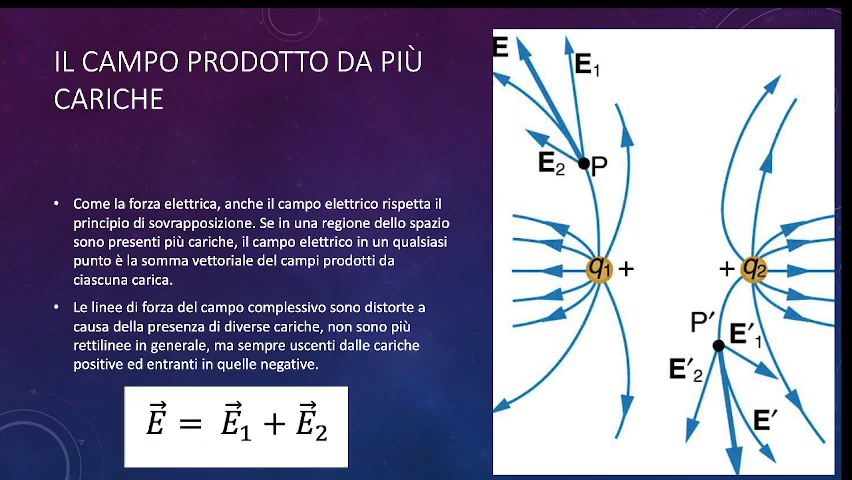 IL CAMPO PRODOTTO DA PIÙ
CARICHE
• Come la forza elettrica, anche il campo elettrico rispetta il
principio di sovrapposizione. Se in una regione dello spazio
sono presenti più cariche, il campo elettrico in un qualsiasi
punto è la somma vettoriale del campi prodotti da
ciascuna carica.
• Le linee di forza del campo complessivo sono distorte a
causa della presenza di diverse cariche, non sono più
rettilinee in generale, ma sempre uscenti dalle cariche
positive ed entranti in quelle negative.
E⃗ = E⃗₁ + E⃗₂
E
E₁
E₂
P
q₁ +
+ q₂
P′
E′₁
E′₂
E′